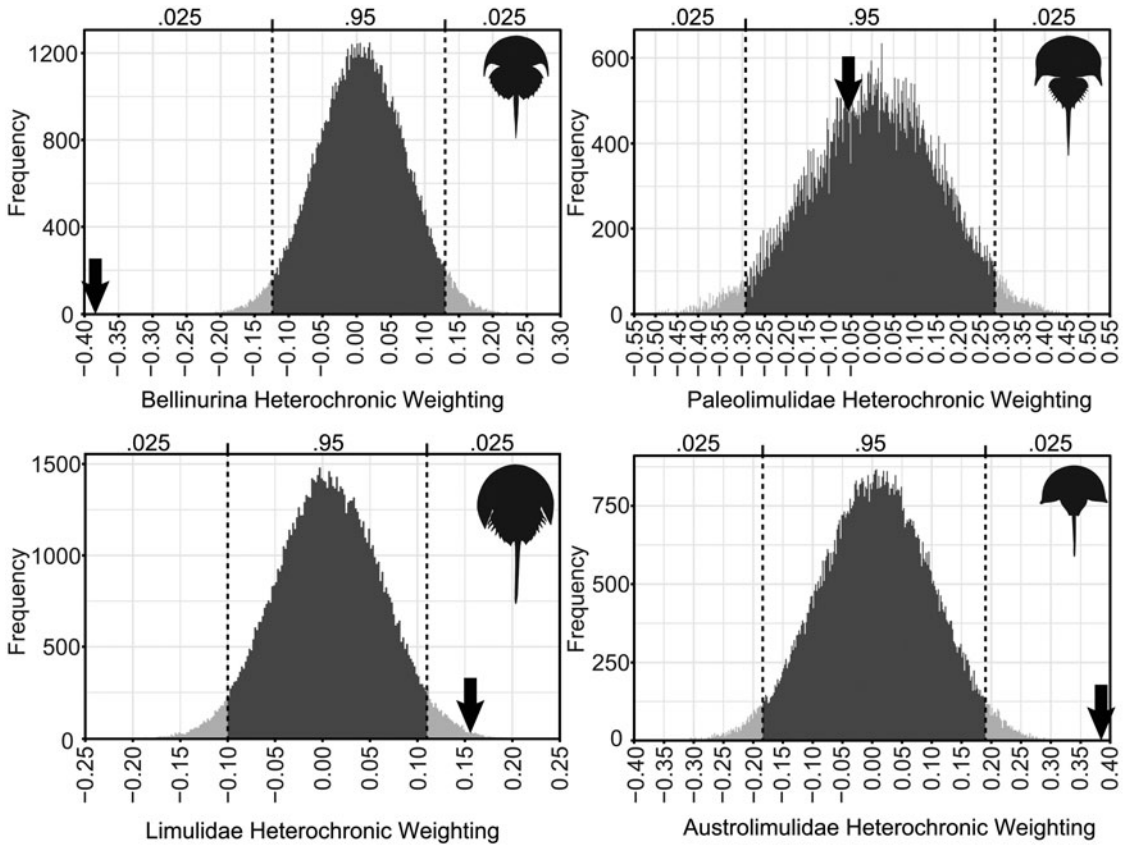 .025 .95 .025
1200
800
400
0
Frequency
−0.40 −0.35 −0.30 −0.25 −0.20 −0.15 −0.10 −0.05 0.00 0.05 0.10 0.15 0.20 0.25 0.30
Bellinurina Heterochronic Weighting
.025 .95 .025
600
400
200
0
Frequency
−0.55 −0.50 −0.45 −0.40 −0.35 −0.30 −0.25 −0.20 −0.15 −0.10 −0.05 0.00 0.05 0.10 0.15 0.20 0.25 0.30 0.35 0.40 0.45 0.50 0.55
Paleolimulidae Heterochronic Weighting
.025 .95 .025
1500
1000
500
0
Frequency
−0.25 −0.20 −0.15 −0.10 −0.05 0.00 0.05 0.10 0.15 0.20 0.25
Limulidae Heterochronic Weighting
.025 .95 .025
750
500
250
0
Frequency
−0.40 −0.35 −0.30 −0.25 −0.20 −0.15 −0.10 −0.05 0.00 0.05 0.10 0.15 0.20 0.25 0.30 0.35 0.40
Austrolimulidae Heterochronic Weighting